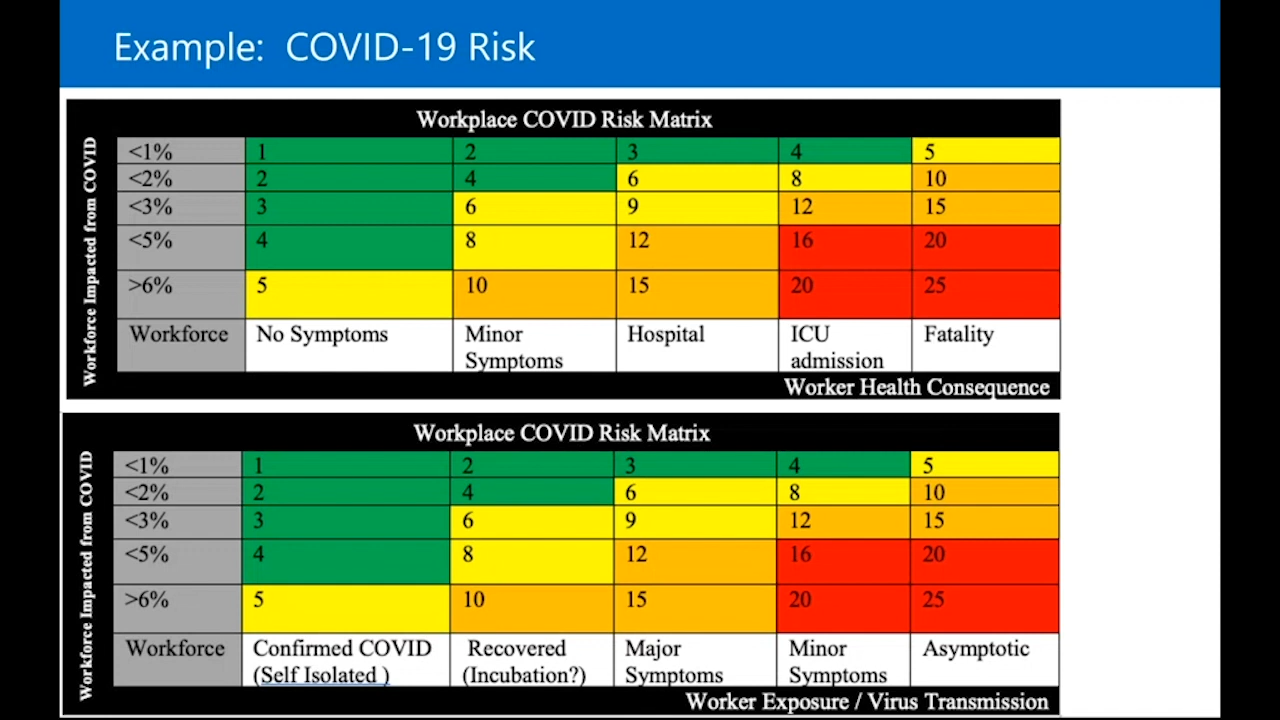 Example:  COVID-19 Risk
Workplace COVID Risk Matrix
Workforce Impacted from COVID
<1% 1 2 3 4 5
<2% 2 4 6 8 10
<3% 3 6 9 12 15
<5% 4 8 12 16 20
>6% 5 10 15 20 25
Workforce No Symptoms Minor Hospital ICU Fatality
Symptoms admission
Worker Health Consequence
Workplace COVID Risk Matrix
Workforce Impacted from COVID
<1% 1 2 3 4 5
<2% 2 4 6 8 10
<3% 3 6 9 12 15
<5% 4 8 12 16 20
>6% 5 10 15 20 25
Workforce Confirmed COVID Recovered Major Minor Asymptotic
(Self Isolated ) (Incubation?) Symptoms Symptoms
Worker Exposure / Virus Transmission